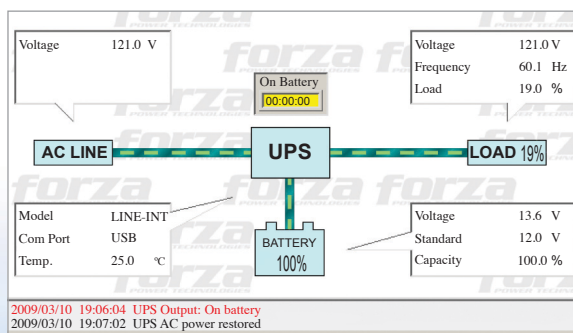 Voltage 121.0 V
Voltage 121.0 V
Frequency 60.1 Hz
Load 19.0 %
On Battery
00:00:00
AC LINE
UPS
LOAD 19%
Model LINE-INT
Com Port USB
Temp. 25.0 ℃
BATTERY
100%
Voltage 13.6 V
Standard 12.0 V
Capacity 100.0 %
forza
POWER TECHNOLOGIES
2009/03/10 19:06:04 UPS Output: On battery
2009/03/10 19:07:02 UPS AC power restored